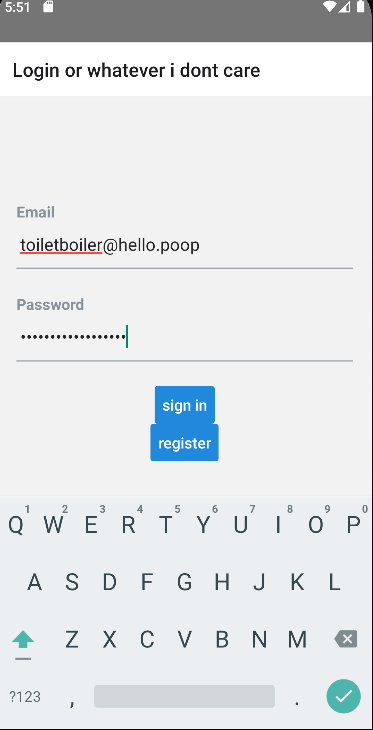 5:51
Login or whatever i dont care
Email
toiletboiler@hello.poop
Password
••••••••••••••••••
sign in
register
1 2 3 4 5 6 7 8 9 0
Q W E R T Y U I O P
A S D F G H J K L
Z X C V B N M
?123 , .